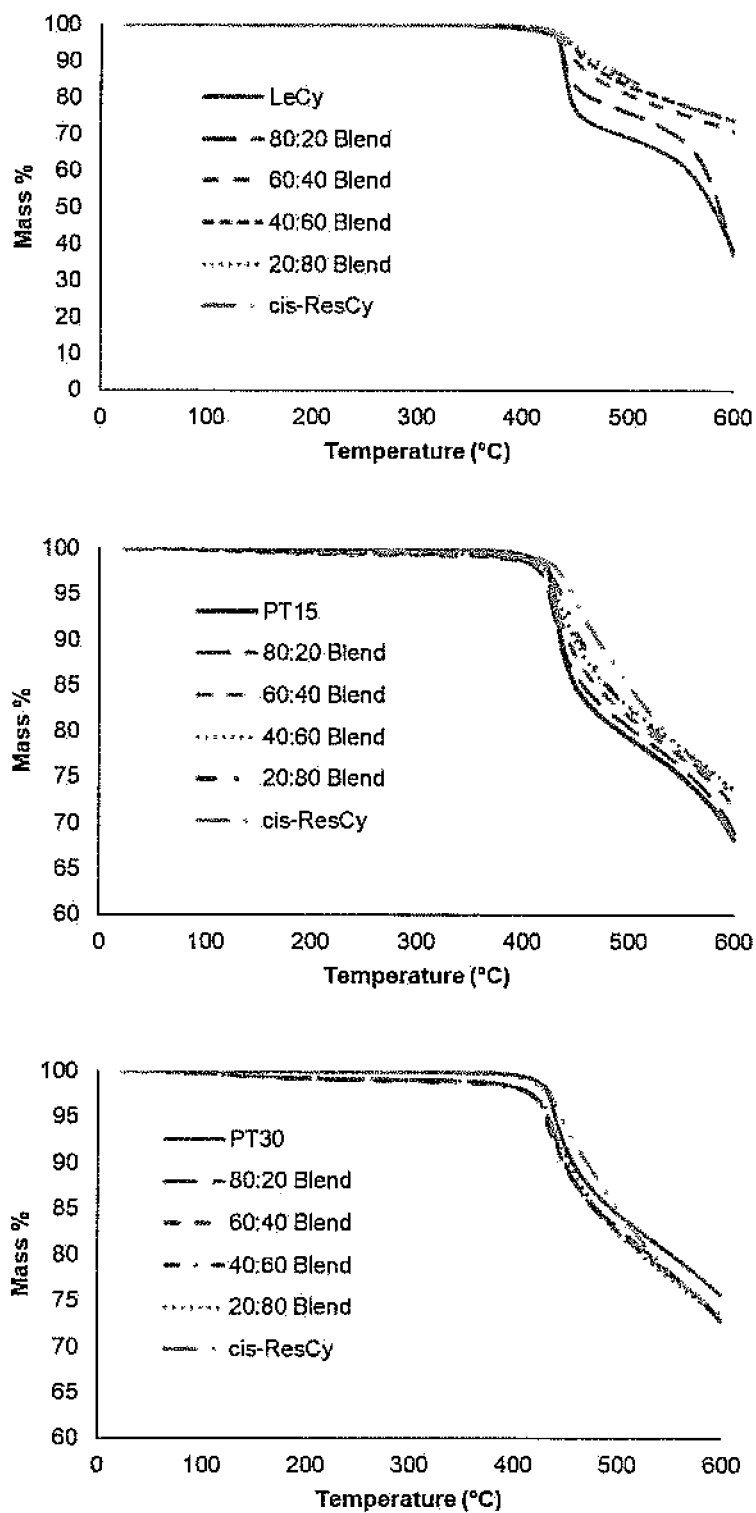 100
90
80
70
60
50
40
30
20
10
0
Mass %
LeCy
80:20 Blend
60:40 Blend
40:60 Blend
20:80 Blend
cis-ResCy
0 100 200 300 400 500 600
Temperature (°C)
100
95
90
85
80
75
70
65
60
Mass %
PT15
80:20 Blend
60:40 Blend
40:60 Blend
20:80 Blend
cis-ResCy
0 100 200 300 400 500 600
Temperature (°C)
100
95
90
85
80
75
70
65
60
Mass %
PT30
80:20 Blend
60:40 Blend
40:60 Blend
20:80 Blend
cis-ResCy
0 100 200 300 400 500 600
Temperature (°C)